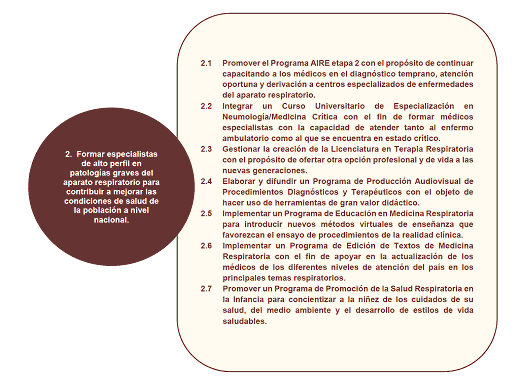 2. Formar especialistas
de alto perfil en
patologías graves del
aparato respiratorio para
contribuir a mejorar las
condiciones de salud de
la población a nivel
nacional.
2.1 Promover el Programa AIRE etapa 2 con el propósito de continuar
capacitando a los médicos en el diagnóstico temprano, atención
oportuna y derivación a centros especializados de enfermedades
del aparato respiratorio.
2.2 Integrar un Curso Universitario de Especialización en
Neumología/Medicina Crítica con el fin de formar médicos
especialistas con la capacidad de atender tanto al enfermo
ambulatorio como al que se encuentra en estado crítico.
2.3 Gestionar la creación de la Licenciatura en Terapia Respiratoria
con el propósito de ofertar otra opción profesional y de vida a las
nuevas generaciones.
2.4 Elaborar y difundir un Programa de Producción Audiovisual de
Procedimientos Diagnósticos y Terapéuticos con el objeto de
hacer uso de herramientas de gran valor didáctico.
2.5 Implementar un Programa de Educación en Medicina Respiratoria
para introducir nuevos métodos virtuales de enseñanza que
favorezcan el ensayo de procedimientos de la realidad clínica.
2.6 Implementar un Programa de Edición de Textos de Medicina
Respiratoria con el fin de apoyar en la actualización de los
médicos de los diferentes niveles de atención del país en los
principales temas respiratorios.
2.7 Promover un Programa de Promoción de la Salud Respiratoria en
la Infancia para concientizar a la niñez de los cuidados de su
salud, del medio ambiente y el desarrollo de estilos de vida
saludables.